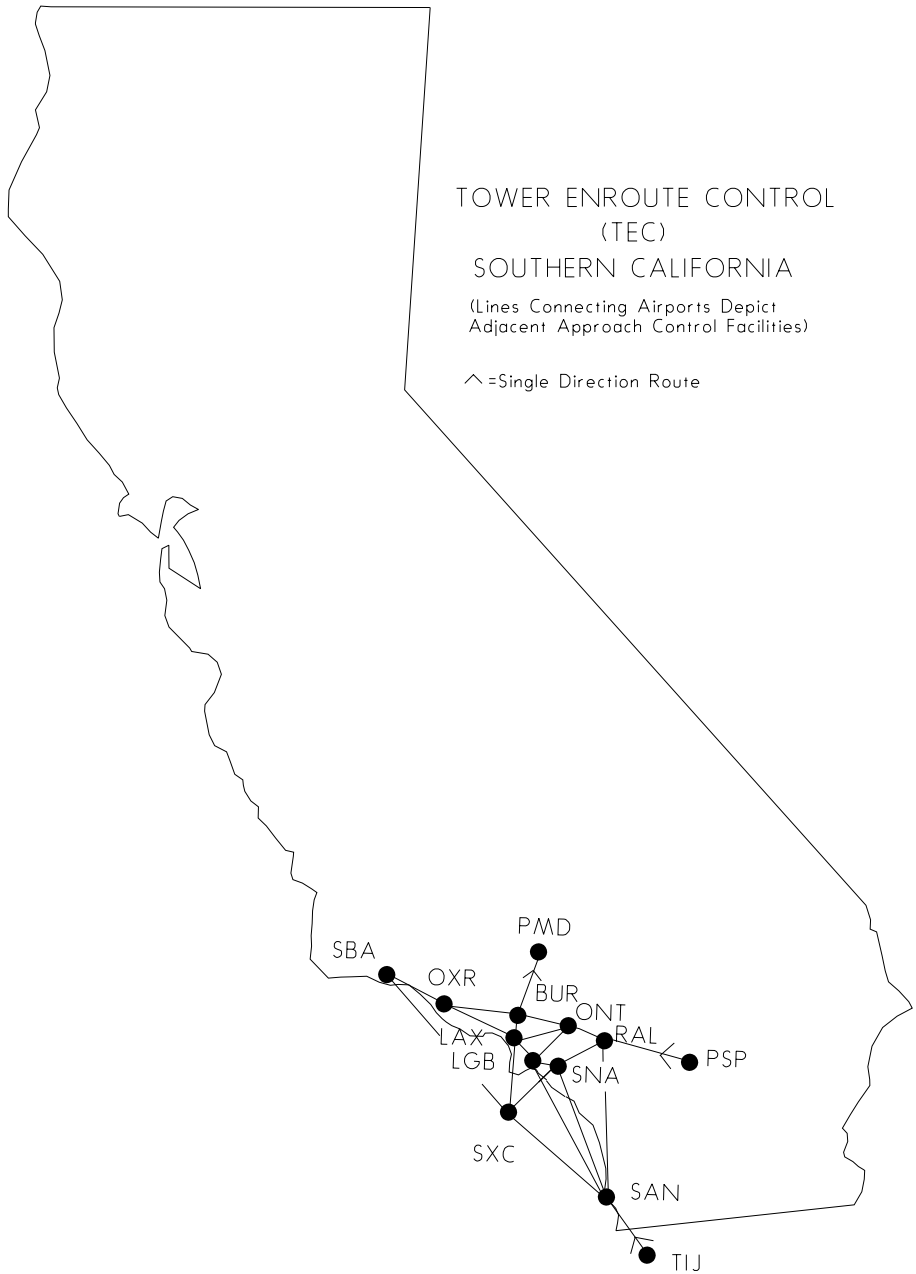 TOWER ENROUTE CONTROL
(TEC)
SOUTHERN CALIFORNIA
(Lines Connecting Airports Depict
Adjacent Approach Control Facilities)
^ =Single Direction Route
PMD
SBA
OXR
BUR
ONT
LAX
RAL
LGB
PSP
SNA
SXC
SAN
TIJ